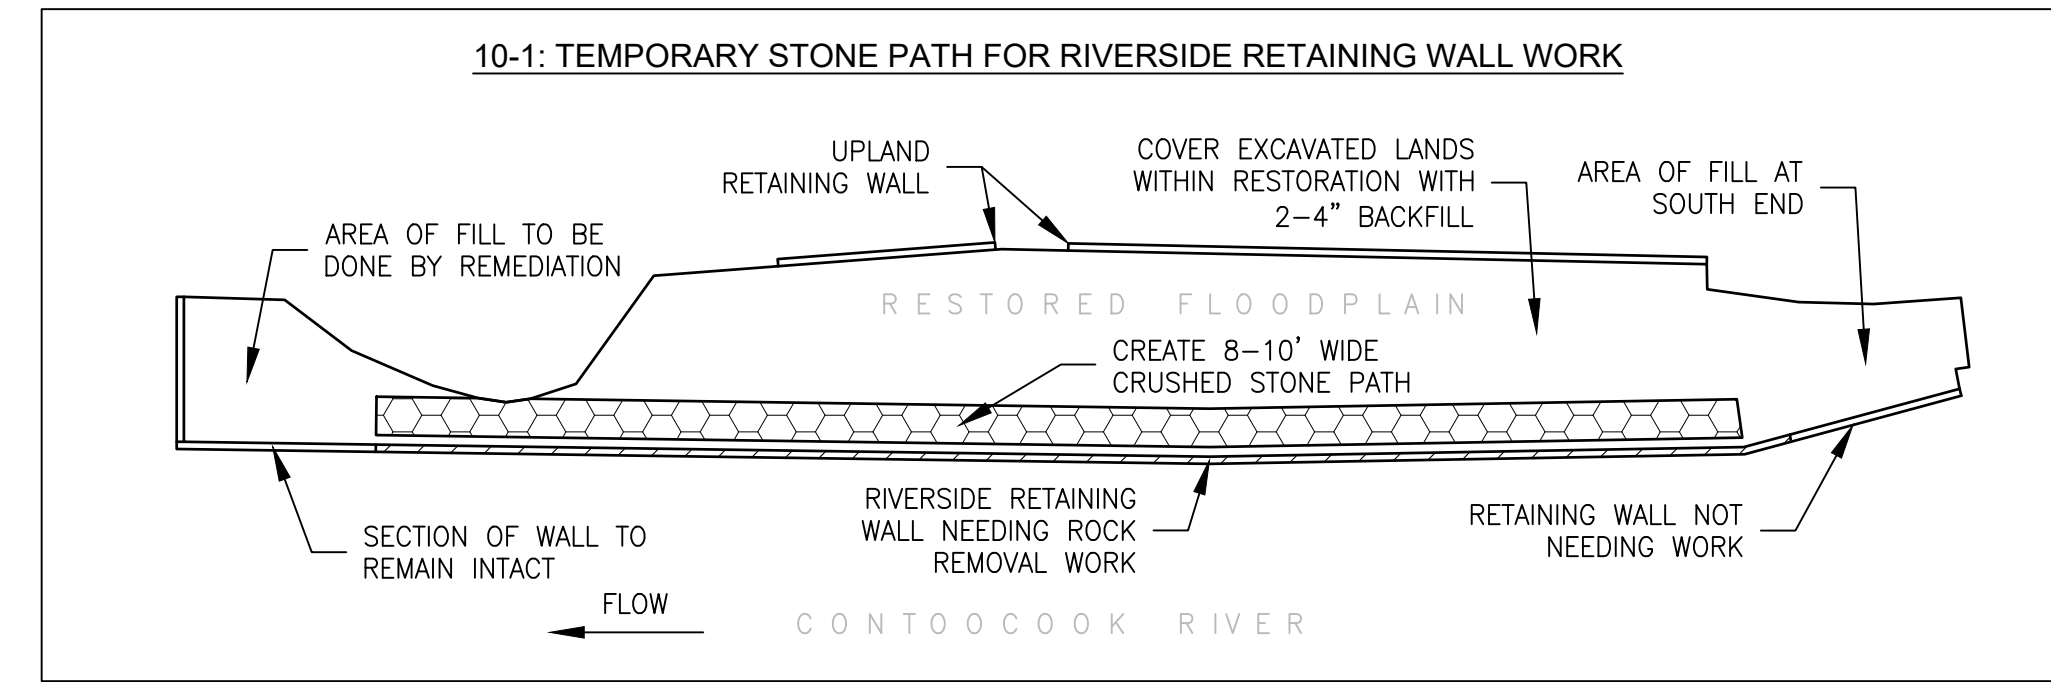 10-1: TEMPORARY STONE PATH FOR RIVERSIDE RETAINING WALL WORK
UPLAND
RETAINING WALL
COVER EXCAVATED LANDS
WITHIN RESTORATION WITH
2-4” BACKFILL
AREA OF FILL AT
SOUTH END
AREA OF FILL TO BE
DONE BY REMEDIATION
RESTORED FLOODPLAIN
CREATE 8-10’ WIDE
CRUSHED STONE PATH
SECTION OF WALL TO
REMAIN INTACT
RIVERSIDE RETAINING
WALL NEEDING ROCK
REMOVAL WORK
RETAINING WALL NOT
NEEDING WORK
FLOW
CONTOOCOOK RIVER